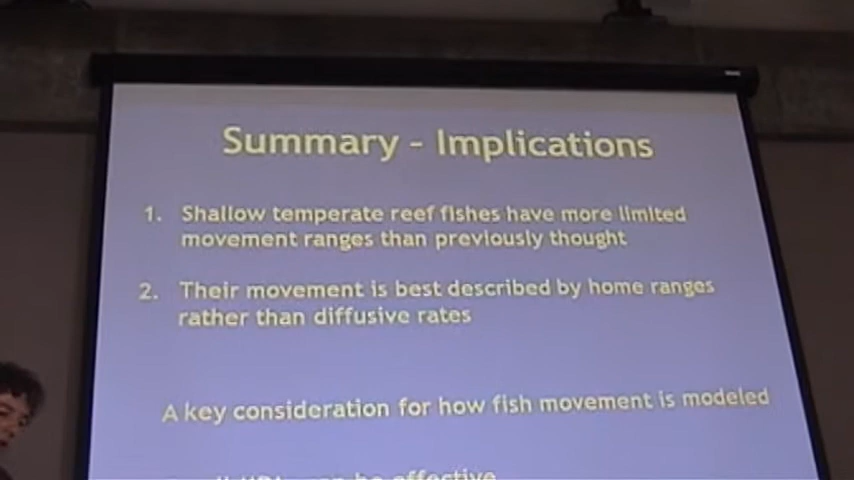 Summary - Implications
1. Shallow temperate reef fishes have more limited
movement ranges than previously thought
2. Their movement is best described by home ranges
rather than diffusive rates
A key consideration for how fish movement is modeled
can be effective